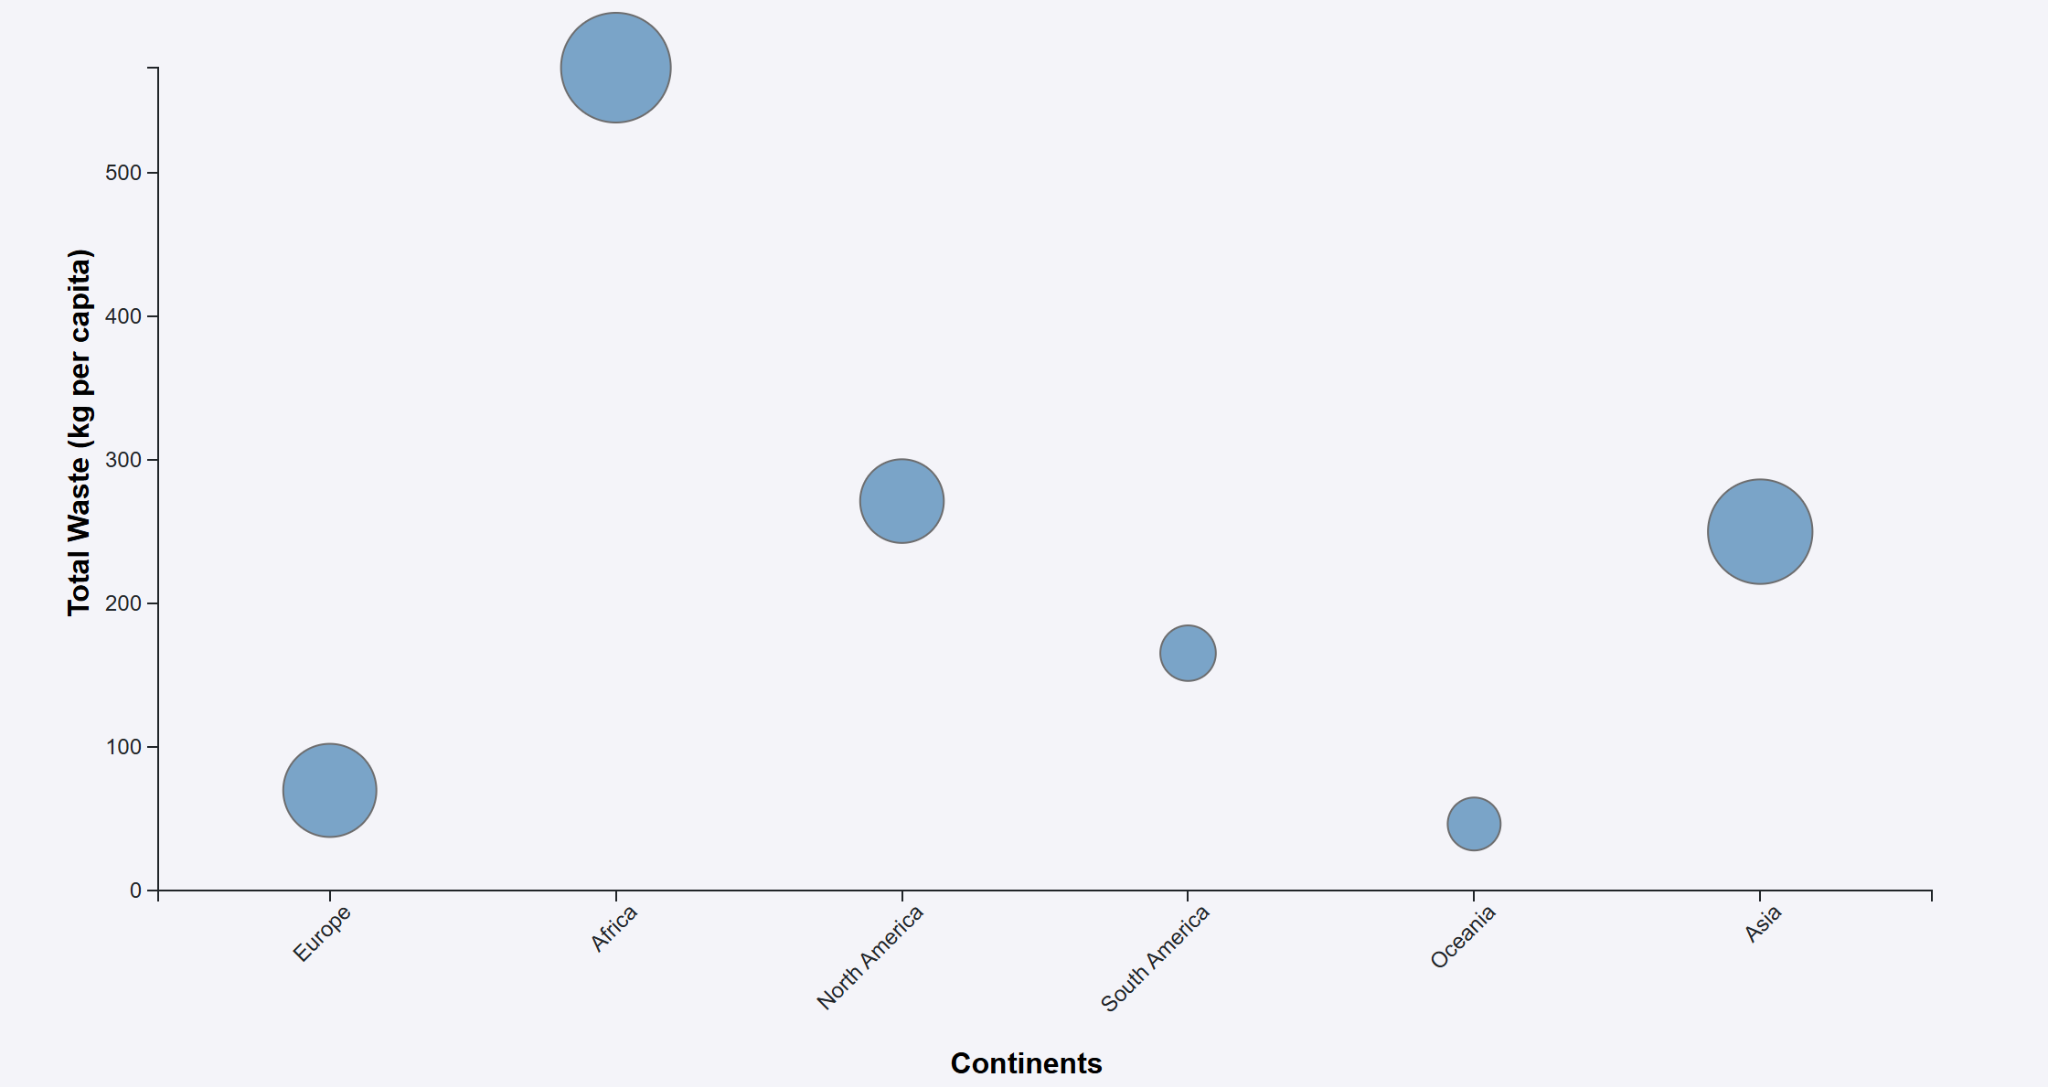 Total Waste (kg per capita)
500
400
300
200
100
0
Europe
Africa
North America
South America
Oceania
Asia
Continents